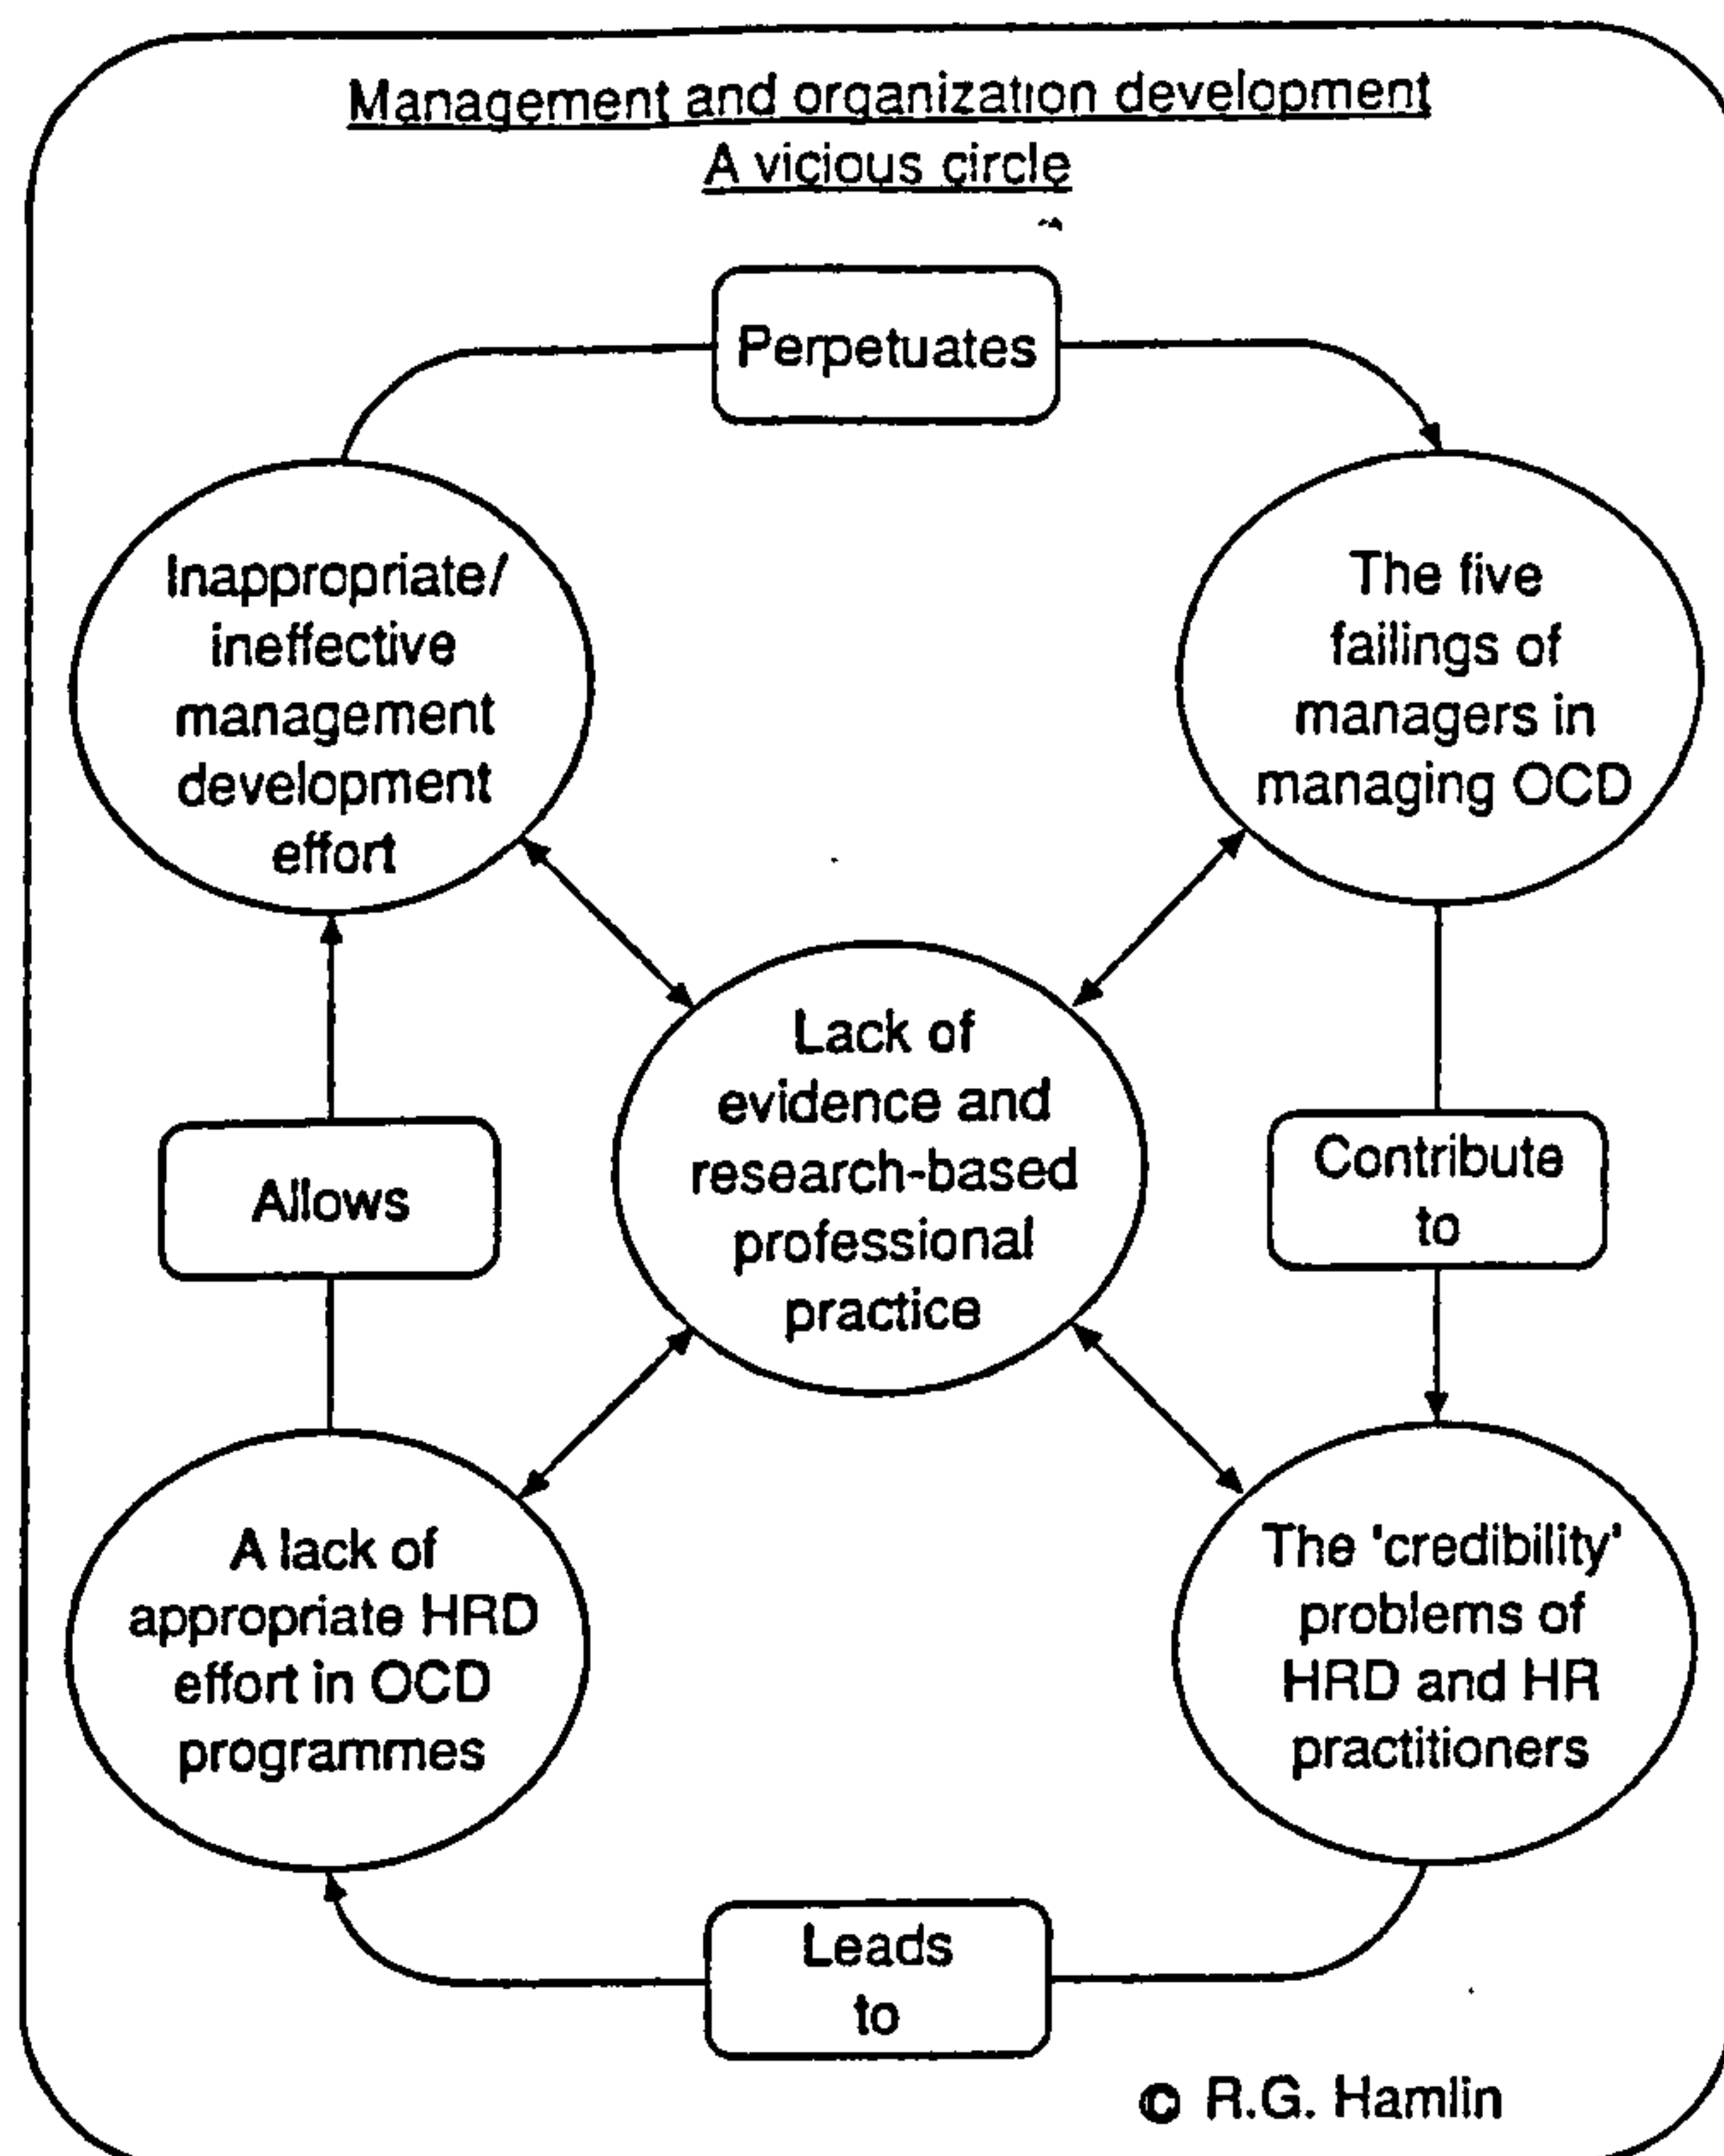 Management and organization development
A vicious circle
Perpetuates
Inappropriate/
ineffective
management
development
effort
The five
failings of
managers in
managing OCD
Lack of
evidence and
research-based
professional
practice
Allows
Contribute
to
A lack of
appropriate HRD
effort in OCD
programmes
The 'credibility'
problems of
HRD and HR
practitioners
Leads
to
© R.G. Hamlin